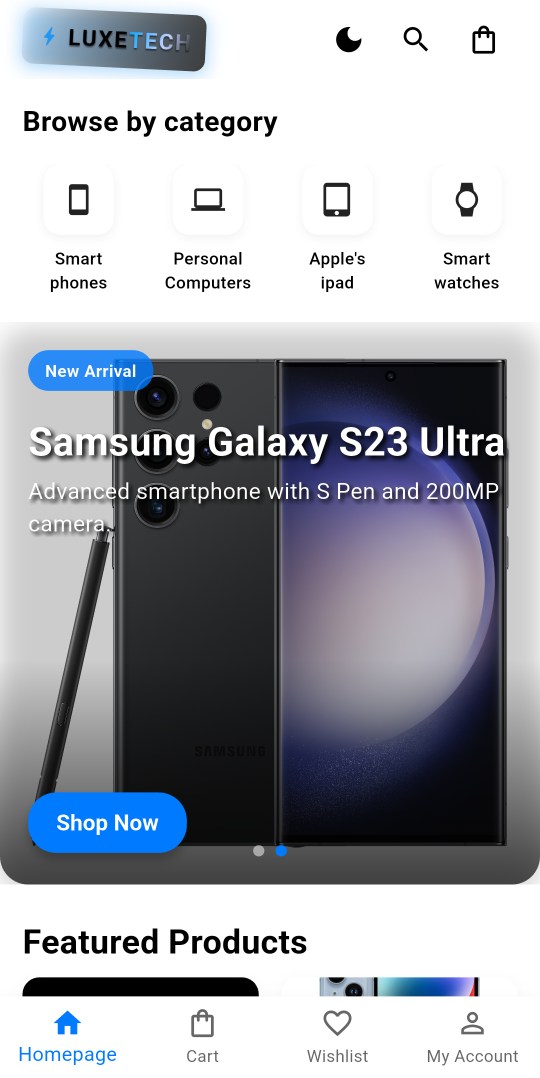 LUXETECH
Browse by category
Smart
phones
Personal
Computers
Apple's
ipad
Smart
watches
New Arrival
Samsung Galaxy S23 Ultra
Advanced smartphone with S Pen and 200MP
camera.
SAMSUNG
Shop Now
Featured Products
Homepage
Cart
Wishlist
My Account